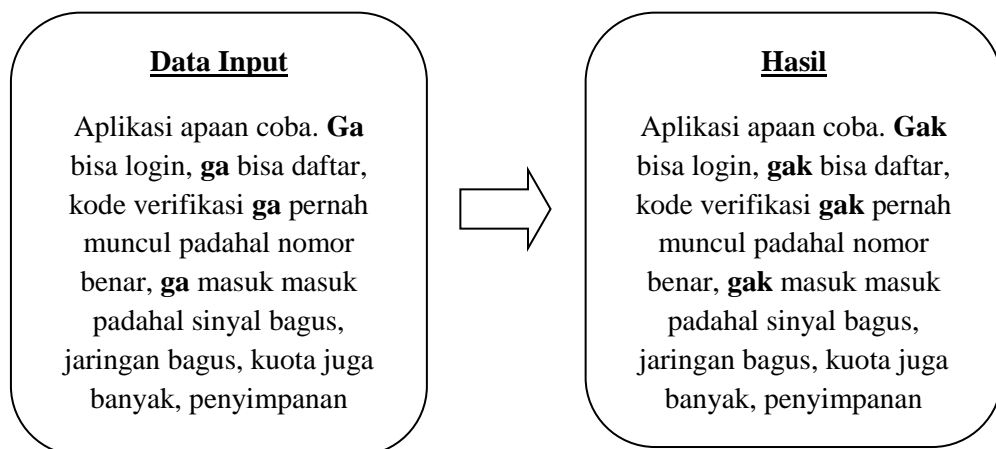 Data Input
Aplikasi apaan coba. Ga
bisa login, ga bisa daftar,
kode verifikasi ga pernah
muncul padahal nomor
benar, ga masuk masuk
padahal sinyal bagus,
jaringan bagus, kuota juga
banyak, penyimpanan
Hasil
Aplikasi apaan coba. Gak
bisa login, gak bisa daftar,
kode verifikasi gak pernah
muncul padahal nomor
benar, gak masuk masuk
padahal sinyal bagus,
jaringan bagus, kuota juga
banyak, penyimpanan